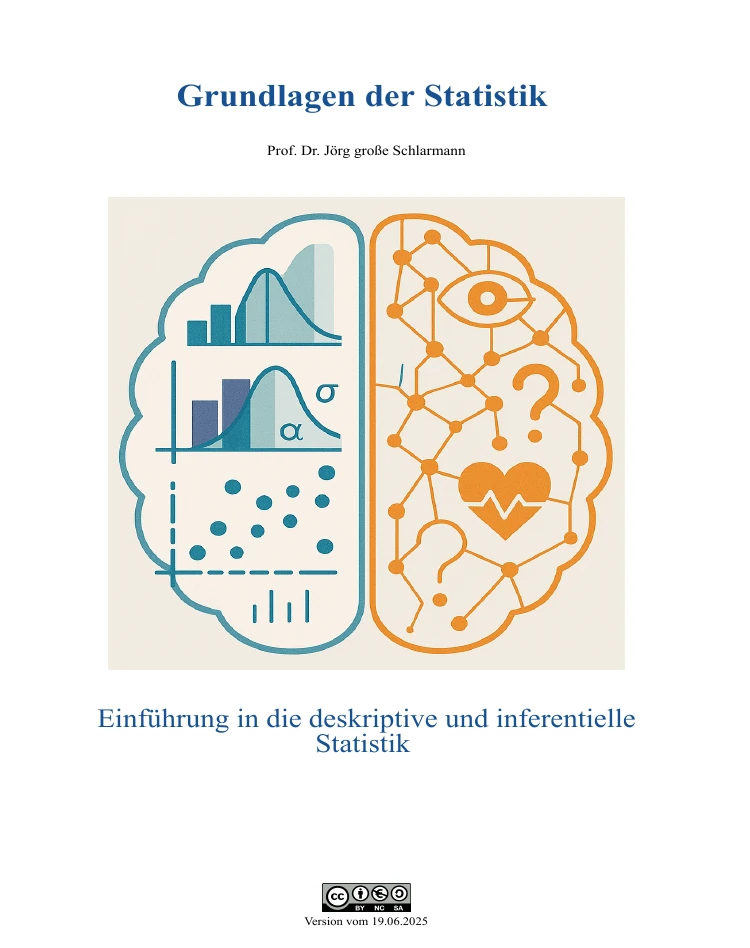 Grundlagen der Statistik
Prof. Dr. Jörg große Schlarmann
σ
α
?
?
Einführung in die deskriptive und inferentielle
Statistik
cc
BY NC SA
Version vom 19.06.2025